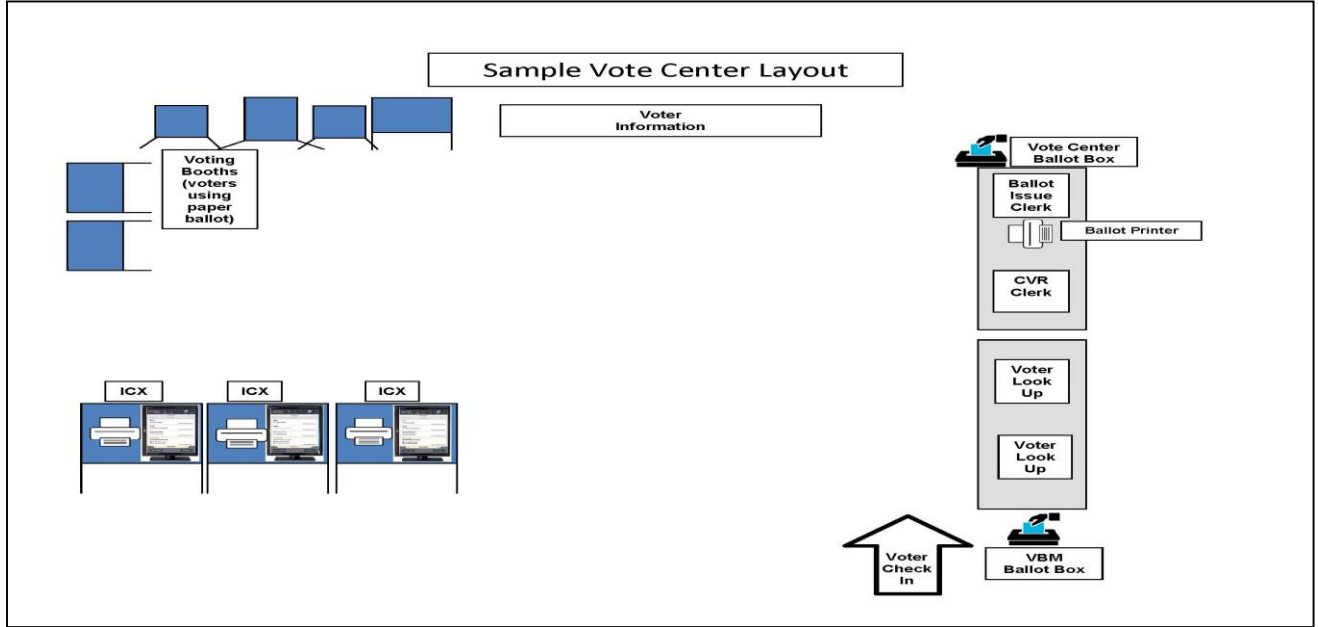 Sample Vote Center Layout
Voter
Information
Vote Center
Ballot Box
Voting
Booths
(voters
using
paper
ballot)
Ballot
Issue
Clerk
Ballot Printer
CVR
Clerk
Voter
Look
Up
ICX
ICX
ICX
Voter
Look
Up
Voter
Check
In
VBM
Ballot Box